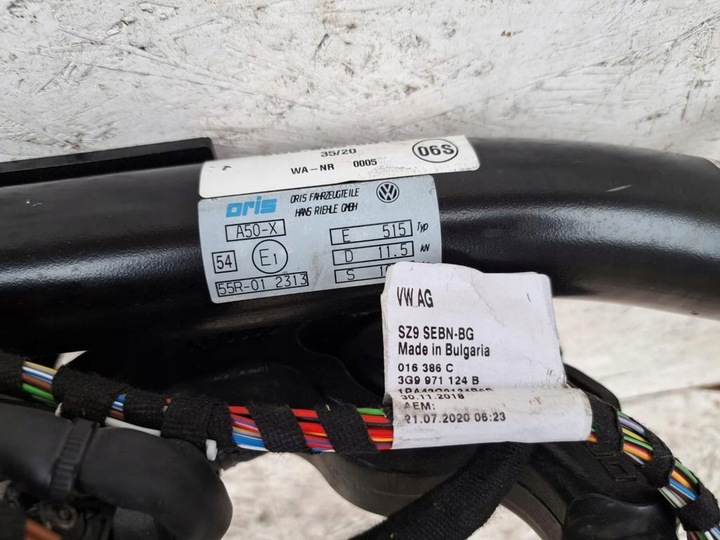 35/20
WA-NR 0005
06S
oris
ORIS FAHRZEUGTEILE
HANS RIEHLE GMBH
VW
A50-X
54
E1
55R-01 2313
E 515 Typ
D 11.5 kN
S
VW AG
SZ9 SEBN-BG
Made in Bulgaria
016 386 C
3G9 971 124 B
30.11.2018
AEM:
21.07.2020 06:23